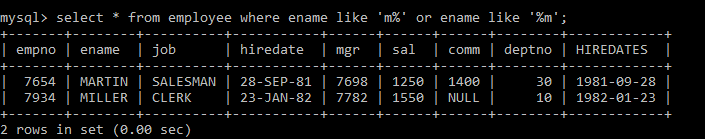 mysql> select * from employee where ename like 'm%' or ename like '%m';
+-------+--------+----------+-----------+------+------+------+--------+------------+
| empno | ename | job | hiredate | mgr | sal | comm | deptno | HIREDATES |
+-------+--------+----------+-----------+------+------+------+--------+------------+
| 7654 | MARTIN | SALESMAN | 28-SEP-81 | 7698 | 1250 | 1400 | 30 | 1981-09-28 |
| 7934 | MILLER | CLERK | 23-JAN-82 | 7782 | 1550 | NULL | 10 | 1982-01-23 |
+-------+--------+----------+-----------+------+------+------+--------+------------+
2 rows in set (0.00 sec)